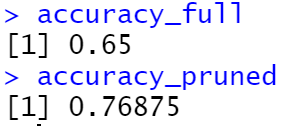 > accuracy_full
[1] 0.65
> accuracy_pruned
[1] 0.76875